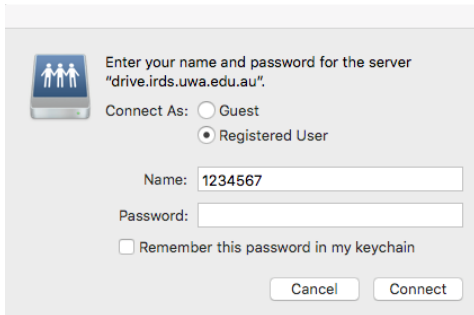 Enter your name and password for the server
“drive.irds.uwa.edu.au”.
Connect As: Guest
Registered User
Name: 1234567
Password:
Remember this password in my keychain
Cancel Connect